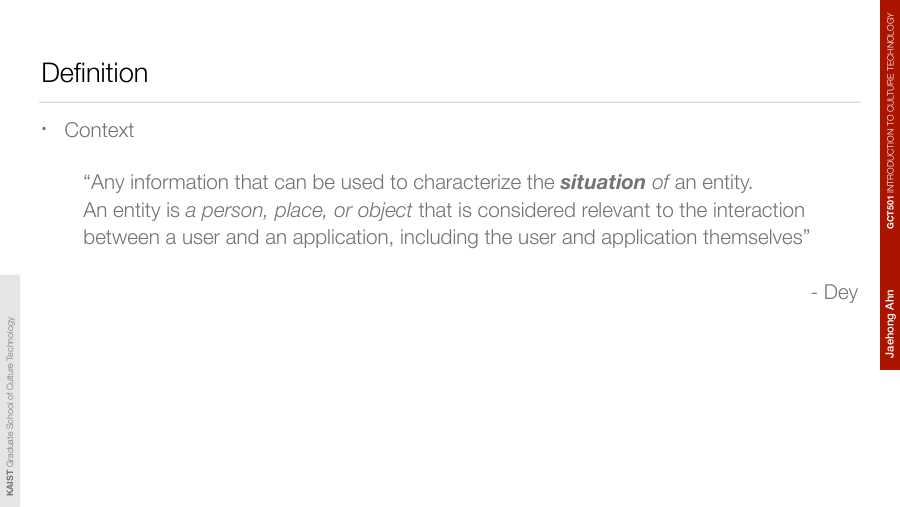 Definition
• Context
“Any information that can be used to characterize the situation of an entity.
An entity is a person, place, or object that is considered relevant to the interaction
between a user and an application, including the user and application themselves”
- Dey
GCT501 INTRODUCTION TO CULTURE TECHNOLOGY
Jaehong Ahn
KAIST Graduate School of Culture Technology